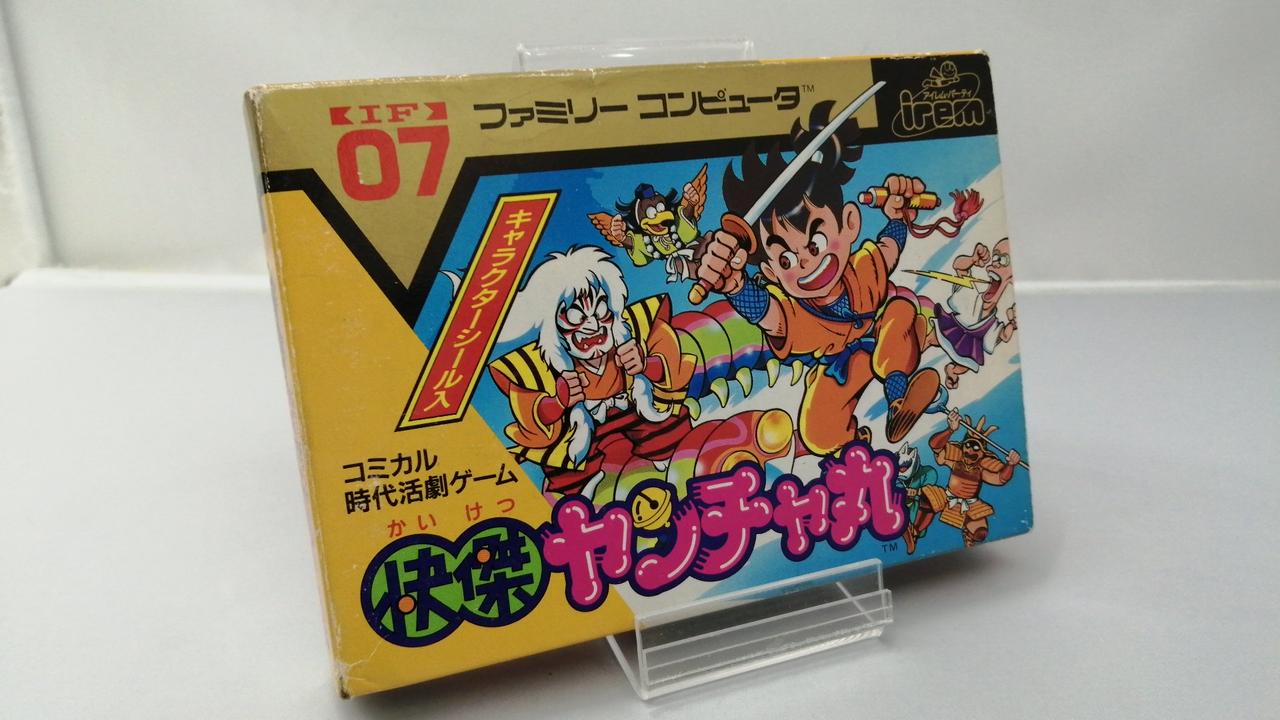 IF
07
ファミリー コンピュータ™
アイレム・パーティ
irem
キャラクターシール入
コミカル
時代活劇ゲーム
かいけつ
快傑ヤンチャ丸
TM